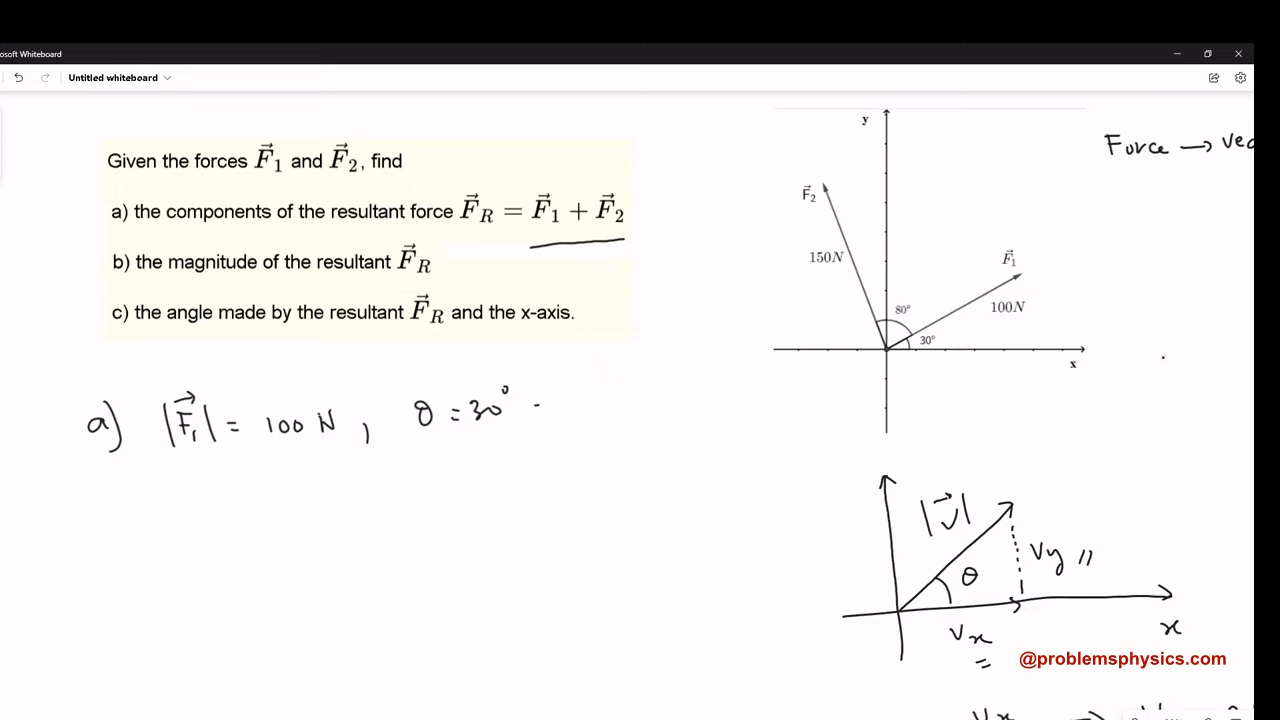 osoft Whiteboard
Untitled whiteboard
Given the forces F⃗1 and F⃗2, find
a) the components of the resultant force F⃗R = F⃗1 + F⃗2
b) the magnitude of the resultant F⃗R
c) the angle made by the resultant F⃗R and the x-axis.
y
F⃗2
150N
80°
F⃗1
100N
30°
x
Force → vec
a) |F⃗1| = 100 N , θ = 30°
|v⃗|
θ
Vy //
Vx
=
x
@problemsphysics.com
Vx →